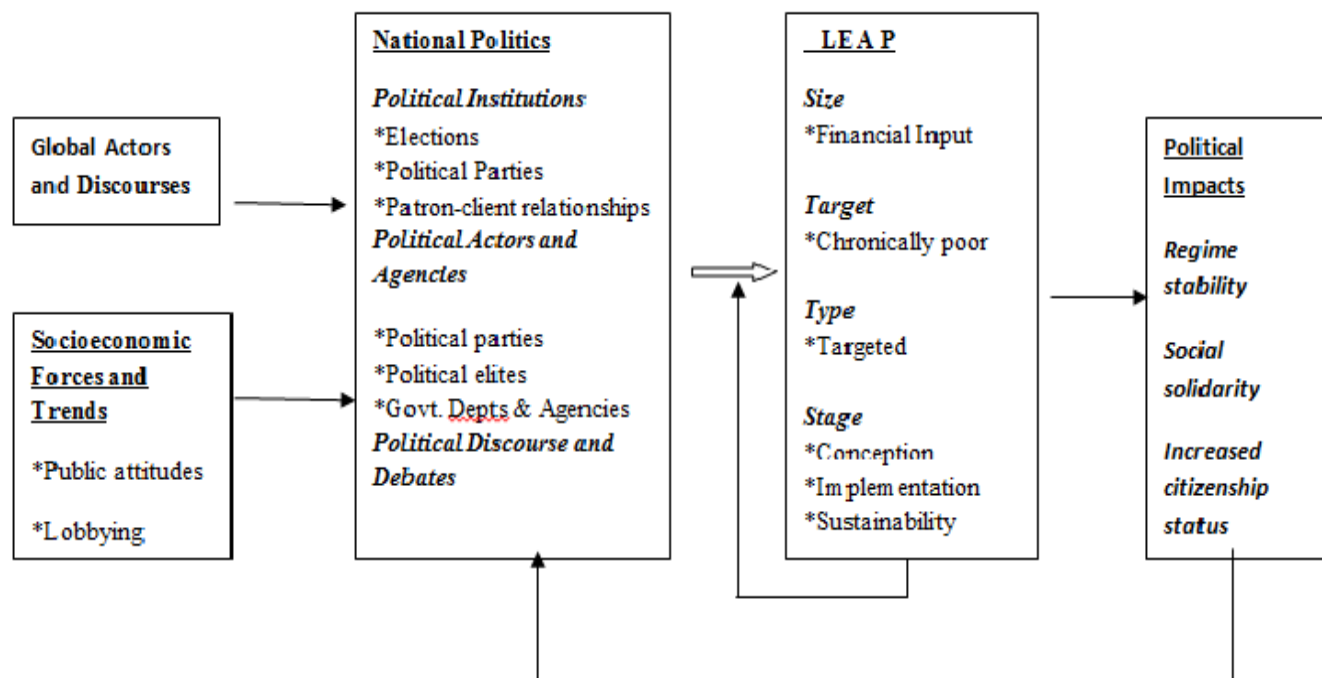 Global Actors
and Discourses
Socioeconomic
Forces and
Trends
*Public attitudes
*Lobbying
National Politics
Political Institutions
*Elections
*Political Parties
*Patron-client relationships
Political Actors and
Agencies
*Political parties
*Political elites
*Govt. Depts & Agencies
Political Discourse and
Debates
LEAP
Size
*Financial Input
Target
*Chronically poor
Type
*Targeted
Stage
*Conception
*Implementation
*Sustainability
Political
Impacts
Regime
stability
Social
solidarity
Increased
citizenship
status